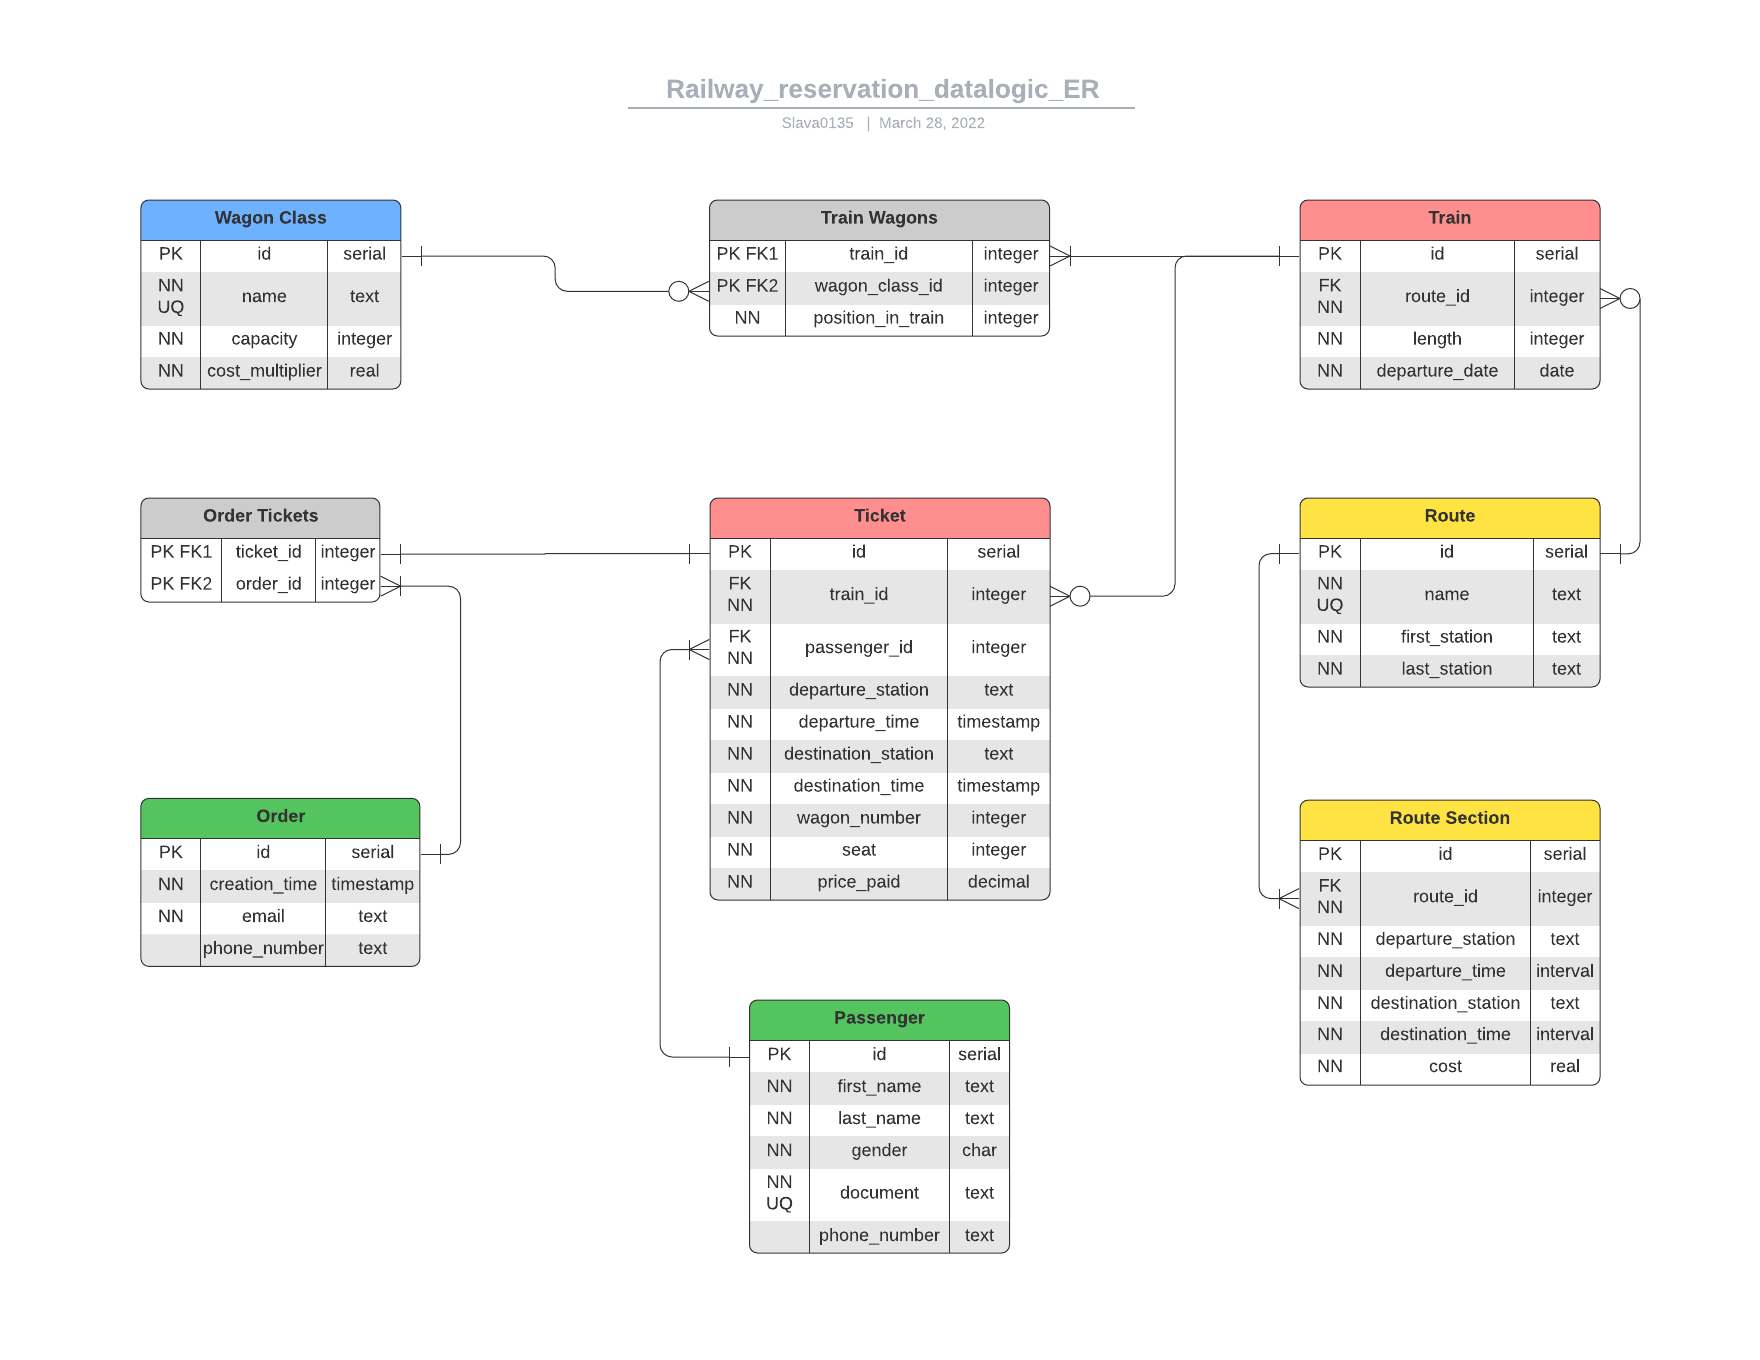 Railway_reservation_datalogic_ER
Slava0135 | March 28, 2022
Wagon Class
PK id serial
NN UQ name text
NN capacity integer
NN cost_multiplier real
Train Wagons
PK FK1 train_id integer
PK FK2 wagon_class_id integer
NN position_in_train integer
Train
PK id serial
FK NN route_id integer
NN length integer
NN departure_date date
Order Tickets
PK FK1 ticket_id integer
PK FK2 order_id integer
Ticket
PK id serial
FK NN train_id integer
FK NN passenger_id integer
NN departure_station text
NN departure_time timestamp
NN destination_station text
NN destination_time timestamp
NN wagon_number integer
NN seat integer
NN price_paid decimal
Route
PK id serial
NN UQ name text
NN first_station text
NN last_station text
Order
PK id serial
NN creation_time timestamp
NN email text
phone_number text
Route Section
PK id serial
FK NN route_id integer
NN departure_station text
NN departure_time interval
NN destination_station text
NN destination_time interval
NN cost real
Passenger
PK id serial
NN first_name text
NN last_name text
NN gender char
NN UQ document text
phone_number text